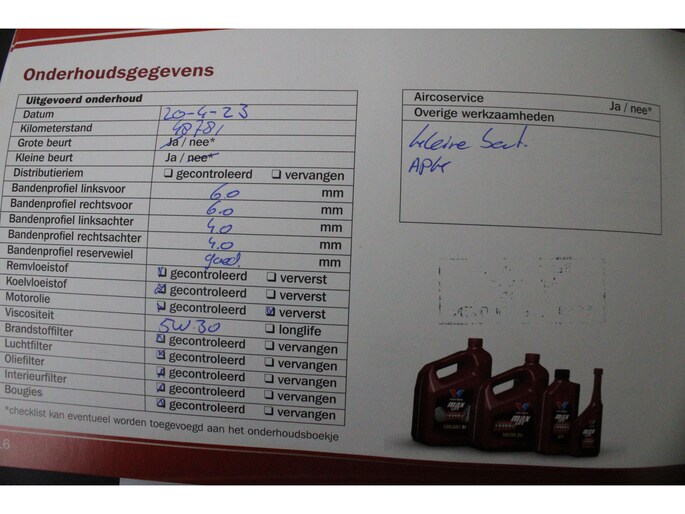 Onderhoudsgegevens
Uitgevoerd onderhoud
Datum 20-4-23
Kilometerstand 48781
Grote beurt Ja / nee*
Kleine beurt Ja / nee*
Distributieriem ☐ gecontroleerd ☐ vervangen
Bandenprofiel linksvoor 6.0 mm
Bandenprofiel rechtsvoor 6.0 mm
Bandenprofiel linksachter 4.0 mm
Bandenprofiel rechtsachter 4.0 mm
Bandenprofiel reservewiel goed. mm
Remvloeistof ☑ gecontroleerd ☐ ververst
Koelvloeistof ☑ gecontroleerd ☐ ververst
Motorolie ☑ gecontroleerd ☑ ververst
Viscositeit 5W-30 ☐ longlife
Brandstoffilter ☑ gecontroleerd ☐ vervangen
Luchtfilter ☑ gecontroleerd ☐ vervangen
Oliefilter ☑ gecontroleerd ☐ vervangen
Interieurfilter ☑ gecontroleerd ☐ vervangen
Bougies ☑ gecontroleerd ☐ vervangen
*checklist kan eventueel worden toegevoegd aan het onderhoudsboekje
Aircoservice Ja / nee*
Overige werkzaamheden
kleine beurt.
APK